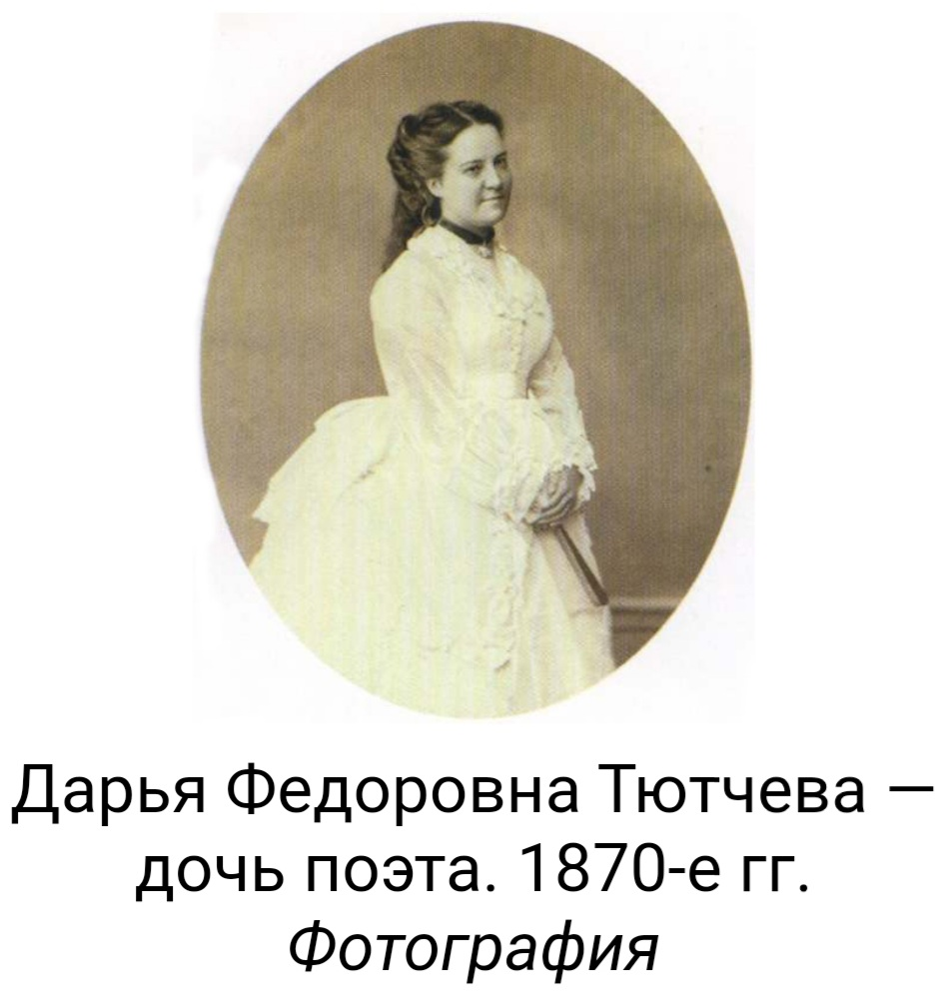 Дарья Федоровна Тютчева —
дочь поэта. 1870-е гг.
Фотография